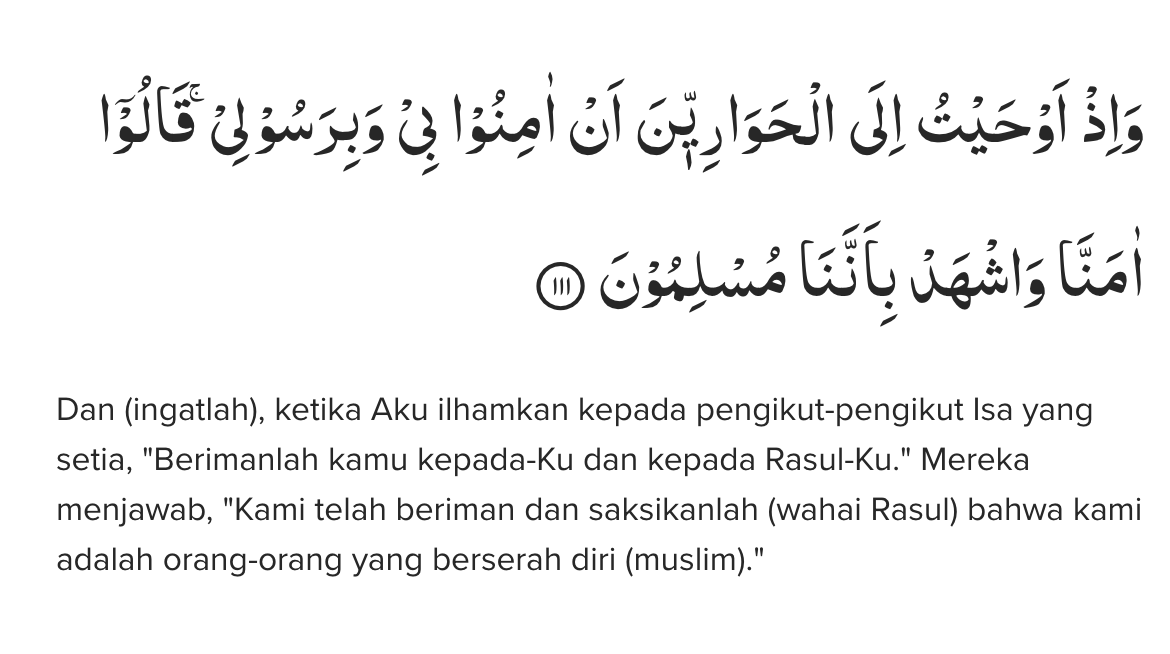 وَاِذْ اَوْحَيْتُ اِلَى الْحَوَارِيّٖنَ اَنْ اٰمِنُوْا بِيْ وَبِرَسُوْلِيْ ۚ قَالُوْٓا
اٰمَنَّا وَاشْهَدْ بِاَنَّنَا مُسْلِمُوْنَ ۝١١١
Dan (ingatlah), ketika Aku ilhamkan kepada pengikut-pengikut Isa yang
setia, "Berimanlah kamu kepada-Ku dan kepada Rasul-Ku." Mereka
menjawab, "Kami telah beriman dan saksikanlah (wahai Rasul) bahwa kami
adalah orang-orang yang berserah diri (muslim)."